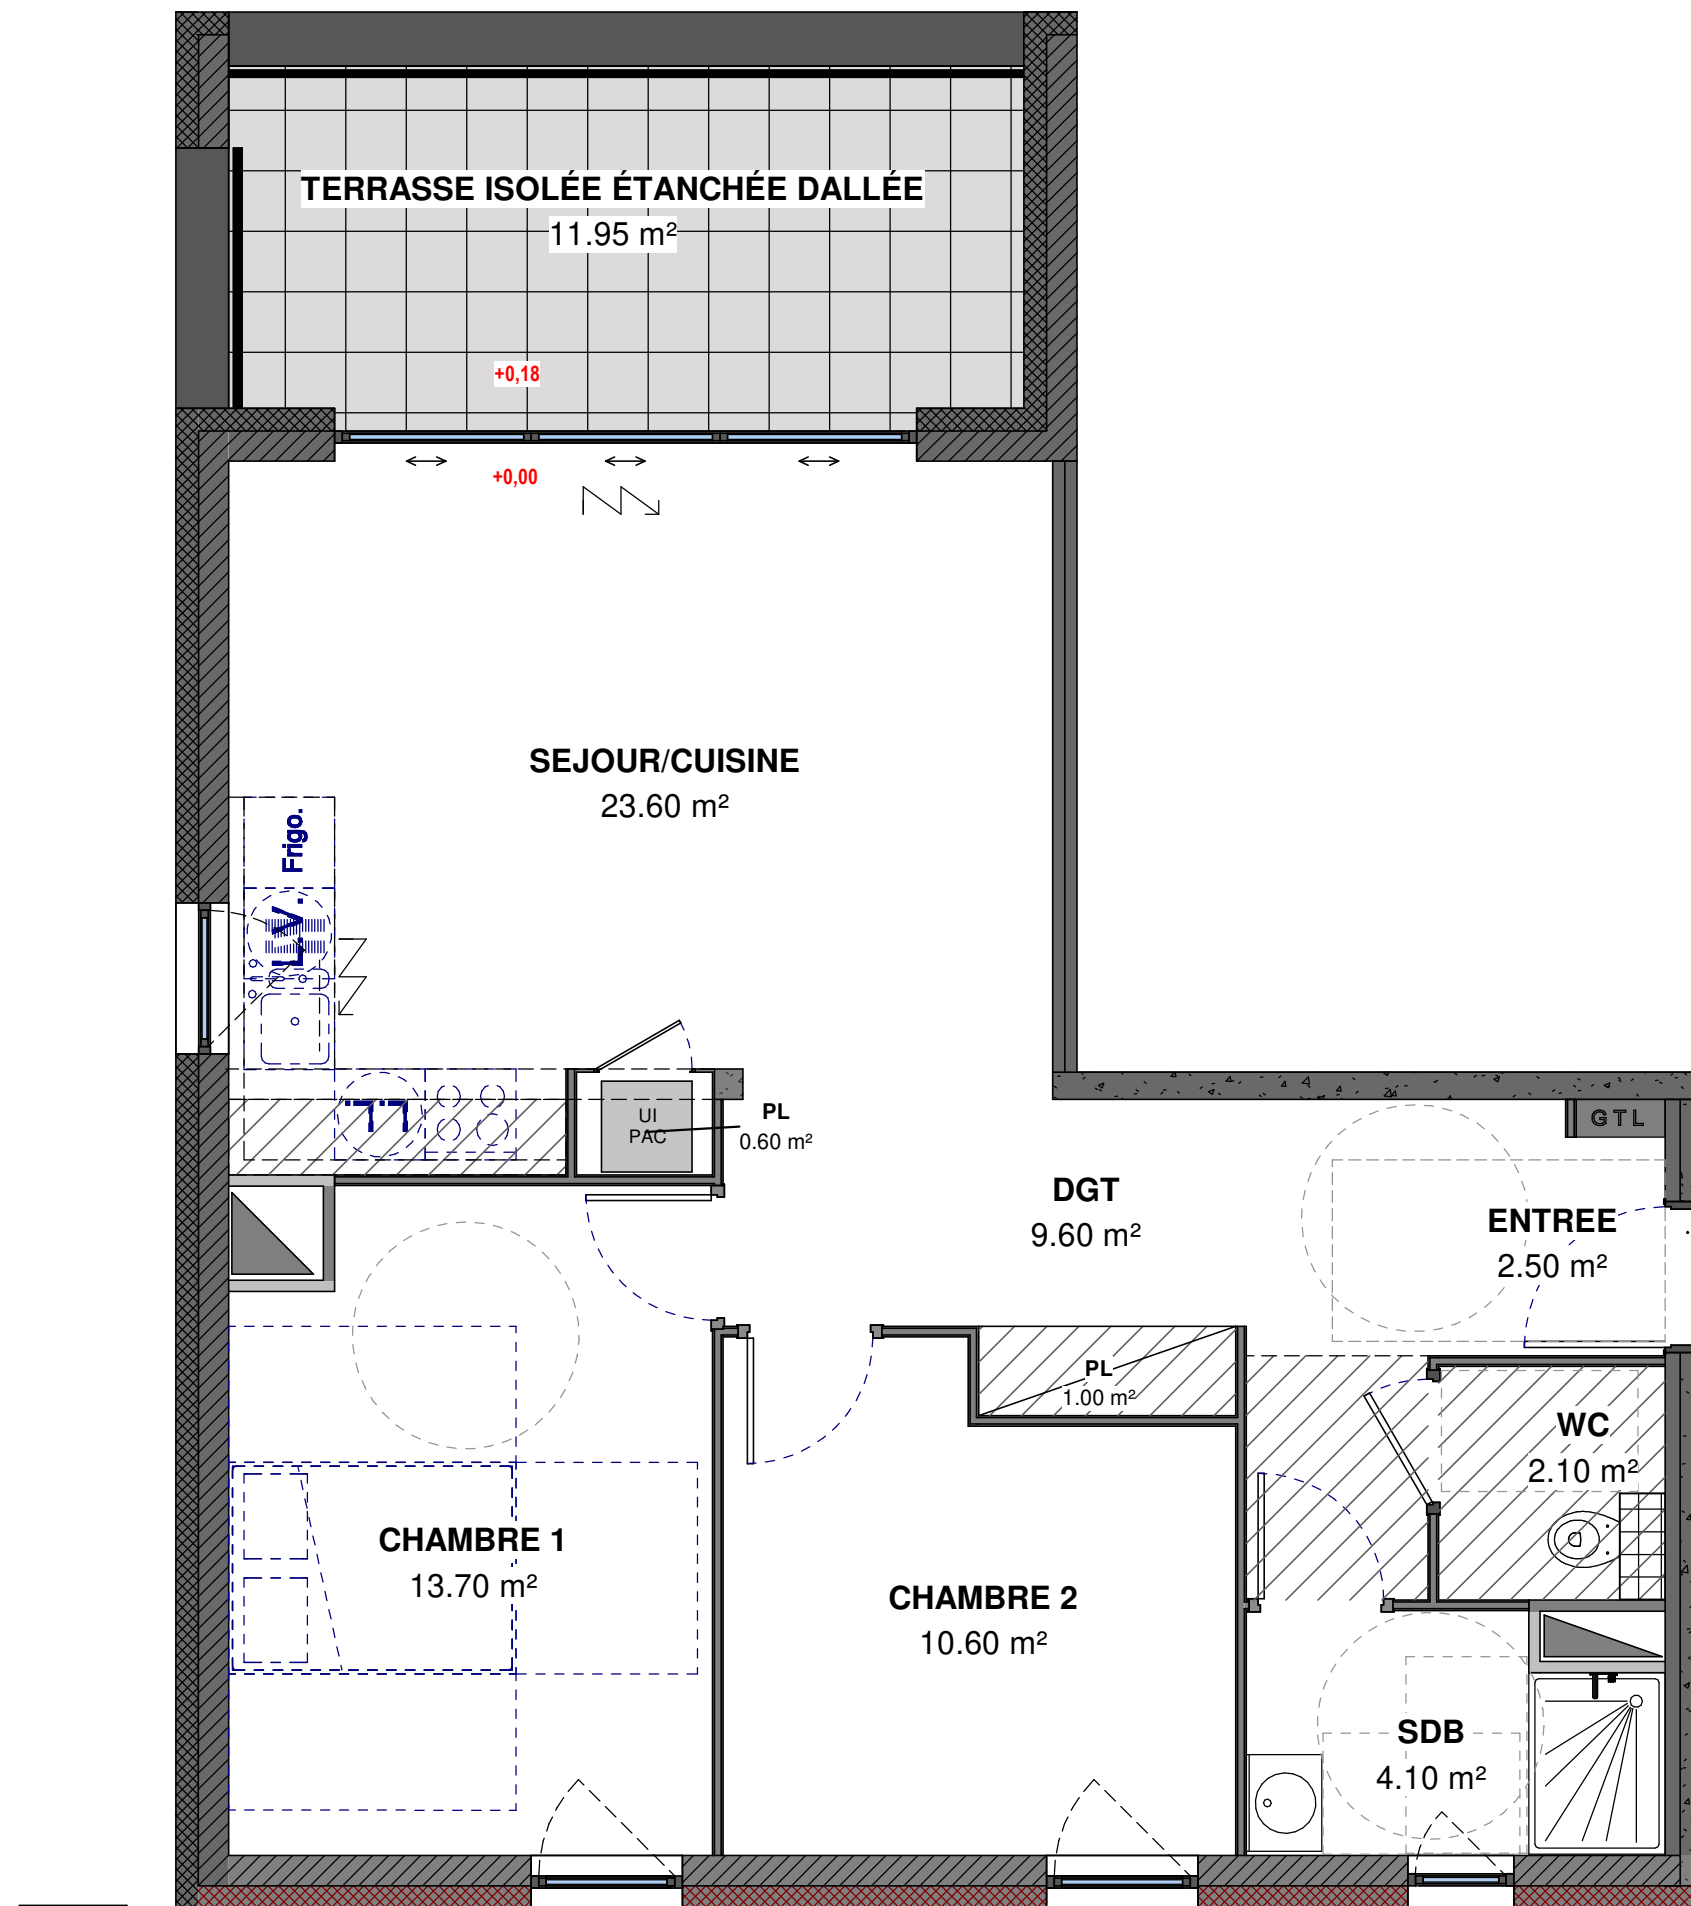 TERRASSE ISOLÉE ÉTANCHÉE DALLÉE
11.95 m²
+0,18
+0,00
SEJOUR/CUISINE
23.60 m²
Frigo.
L.V.
LL
UI
PAC
PL
0.60 m²
GTL
DGT
9.60 m²
ENTREE
2.50 m²
PL
1.00 m²
WC
2.10 m²
CHAMBRE 1
13.70 m²
CHAMBRE 2
10.60 m²
SDB
4.10 m²